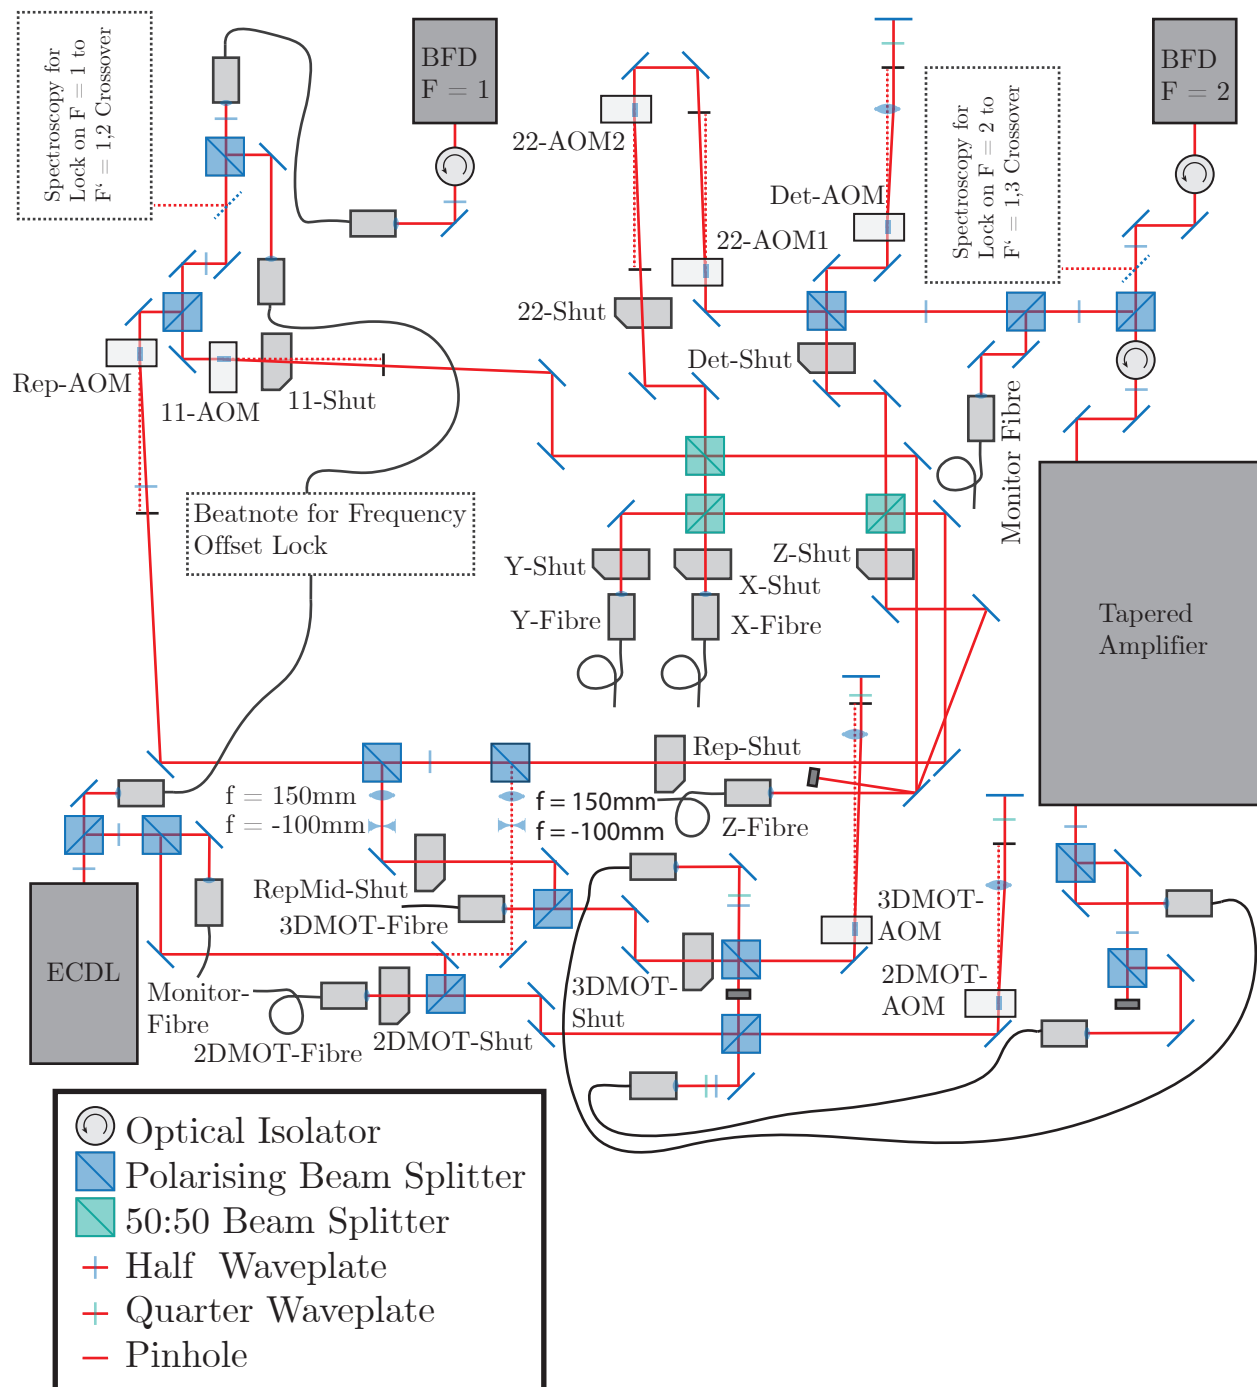 Spectroscopy for
Lock on F = 1 to
F' = 1,2 Crossover
BFD
F = 1
22-AOM2
Det-AOM
22-AOM1
Spectroscopy for
Lock on F = 2 to
F' = 1,3 Crossover
BFD
F = 2
22-Shut
Det-Shut
Rep-AOM
11-AOM
11-Shut
Monitor Fibre
Beatnote for Frequency
Offset Lock
Y-Shut
X-Shut
Z-Shut
Y-Fibre
X-Fibre
Tapered
Amplifier
Rep-Shut
f = 150mm
f = -100mm
f = 150mm
f = -100mm
Z-Fibre
RepMid-Shut
3DMOT-Fibre
3DMOT-
AOM
ECDL
Monitor-
Fibre
2DMOT-Fibre
2DMOT-Shut
3DMOT-
Shut
2DMOT-
AOM
Optical Isolator
Polarising Beam Splitter
50:50 Beam Splitter
Half Waveplate
Quarter Waveplate
Pinhole